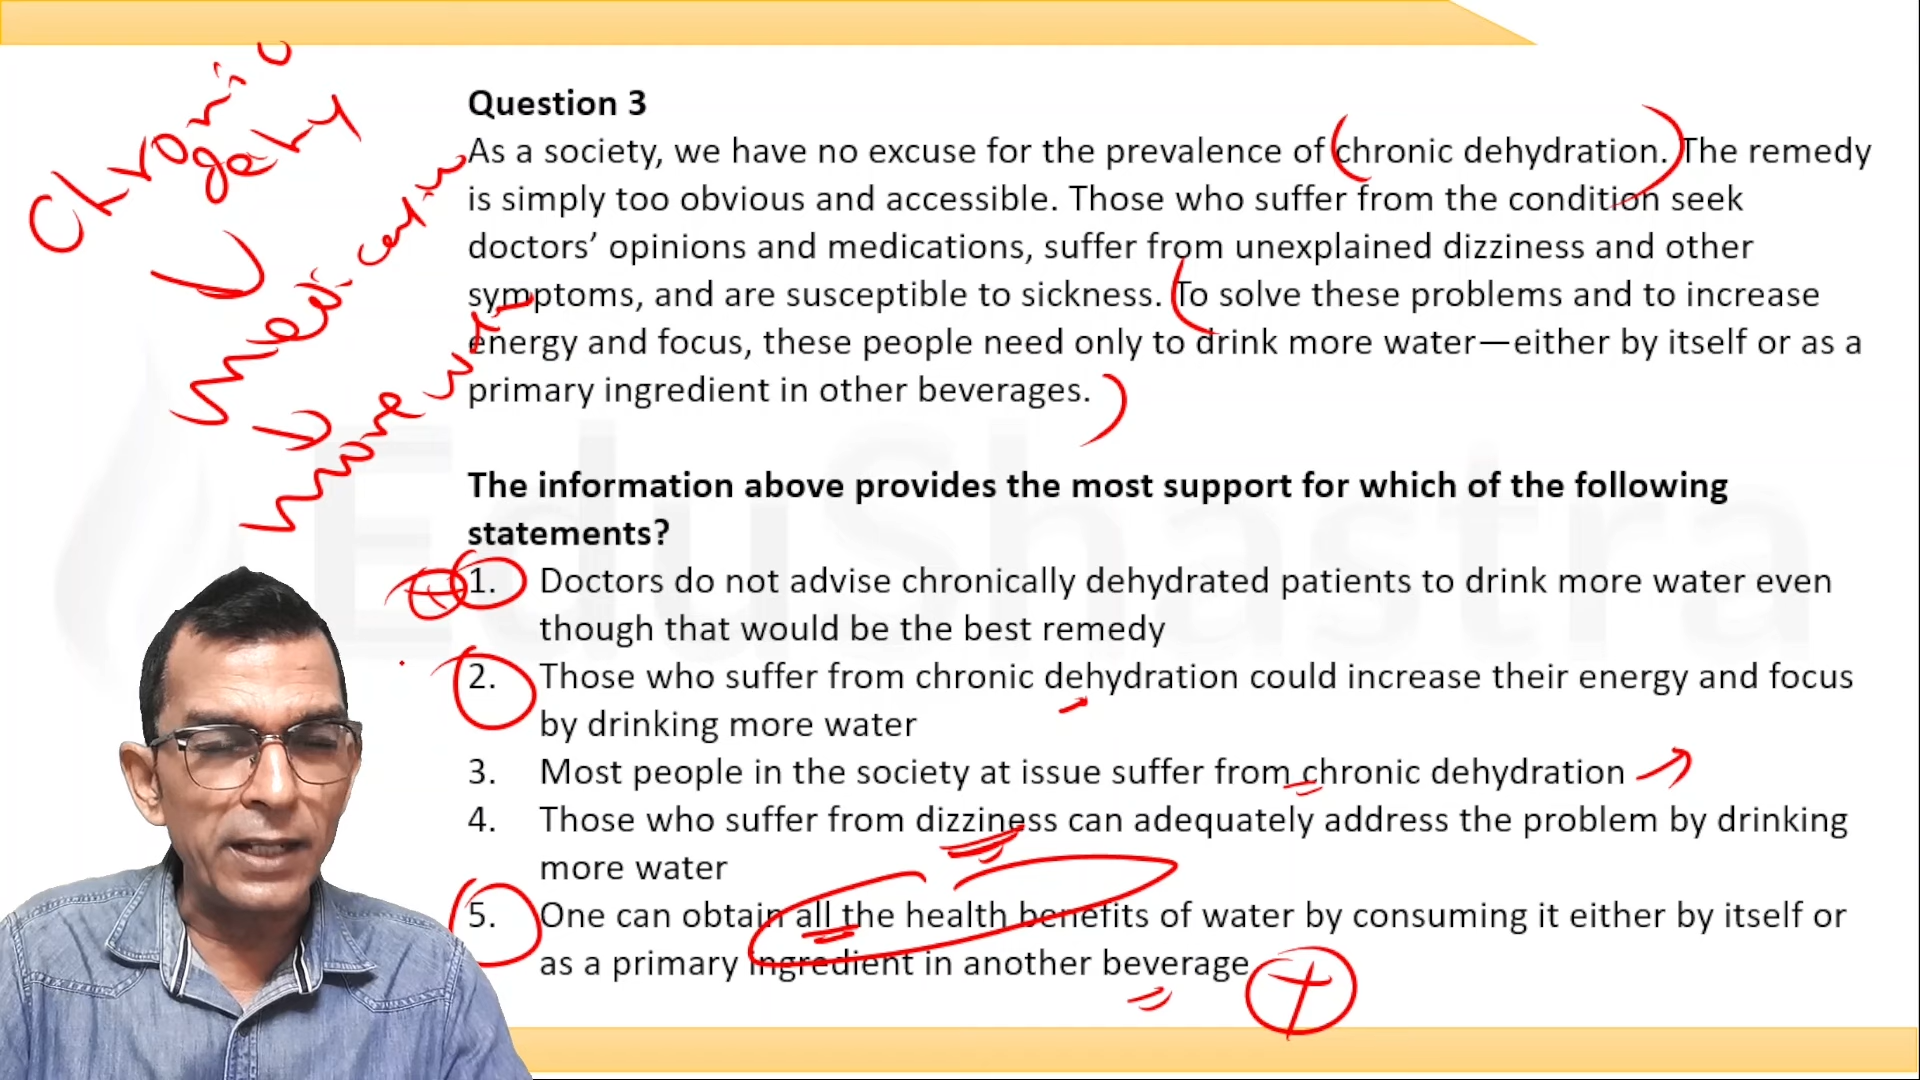 Chronic
dehy
Med. certain
more wtr
Question 3
As a society, we have no excuse for the prevalence of chronic dehydration. The remedy
is simply too obvious and accessible. Those who suffer from the condition seek
doctors’ opinions and medications, suffer from unexplained dizziness and other
symptoms, and are susceptible to sickness. To solve these problems and to increase
energy and focus, these people need only to drink more water—either by itself or as a
primary ingredient in other beverages.
The information above provides the most support for which of the following
statements?
1. Doctors do not advise chronically dehydrated patients to drink more water even
though that would be the best remedy
2. Those who suffer from chronic dehydration could increase their energy and focus
by drinking more water
3. Most people in the society at issue suffer from chronic dehydration
4. Those who suffer from dizziness can adequately address the problem by drinking
more water
5. One can obtain all the health benefits of water by consuming it either by itself or
as a primary ingredient in another beverage
EduShastra